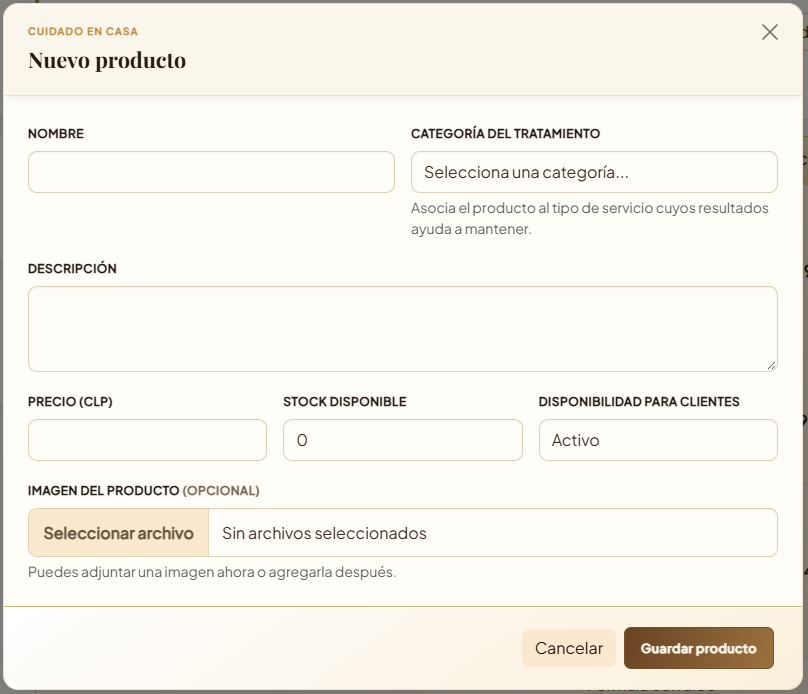 CUIDADO EN CASA
Nuevo producto
NOMBRE
CATEGORÍA DEL TRATAMIENTO
Selecciona una categoría...
Asocia el producto al tipo de servicio cuyos resultados
ayuda a mantener.
DESCRIPCIÓN
PRECIO (CLP)
STOCK DISPONIBLE
DISPONIBILIDAD PARA CLIENTES
0
Activo
IMAGEN DEL PRODUCTO (OPCIONAL)
Seleccionar archivo
Sin archivos seleccionados
Puedes adjuntar una imagen ahora o agregarla después.
Cancelar
Guardar producto